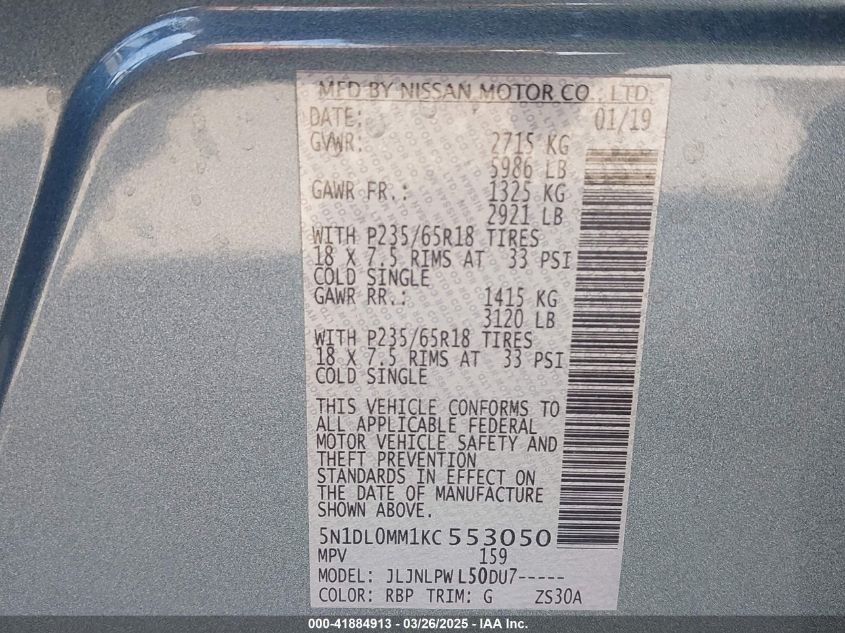 MFD BY NISSAN MOTOR CO., LTD.
DATE: 01/19
GVWR: 2715 KG
5986 LB
GAWR FR.: 1325 KG
2921 LB
WITH P235/65R18 TIRES
18 X 7.5 RIMS AT 33 PSI
COLD SINGLE
GAWR RR.: 1415 KG
3120 LB
WITH P235/65R18 TIRES
18 X 7.5 RIMS AT 33 PSI
COLD SINGLE
THIS VEHICLE CONFORMS TO
ALL APPLICABLE FEDERAL
MOTOR VEHICLE SAFETY AND
THEFT PREVENTION
STANDARDS IN EFFECT ON
THE DATE OF MANUFACTURE
SHOWN ABOVE.
5N1DL0MM1KC 553050
MPV 159
MODEL: JLJNLPW L50DU7-----
COLOR: RBP TRIM: G ZS30A
000-41884913 - 03/26/2025 - IAA Inc.